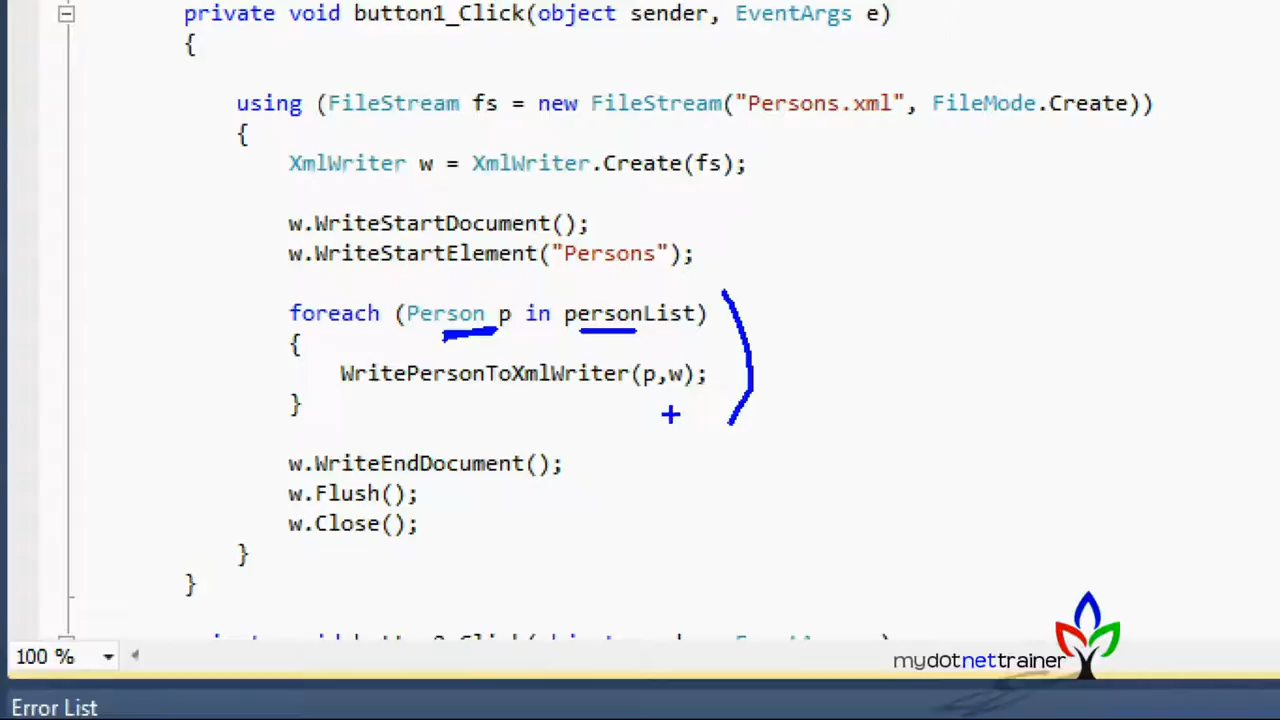 private void button1_Click(object sender, EventArgs e)
{
using (FileStream fs = new FileStream("Persons.xml", FileMode.Create))
{
XmlWriter w = XmlWriter.Create(fs);
w.WriteStartDocument();
w.WriteStartElement("Persons");
foreach (Person p in personList)
{
WritePersonToXmlWriter(p,w);
}
w.WriteEndDocument();
w.Flush();
w.Close();
}
}
100 %
mydotnettrainer
Error List